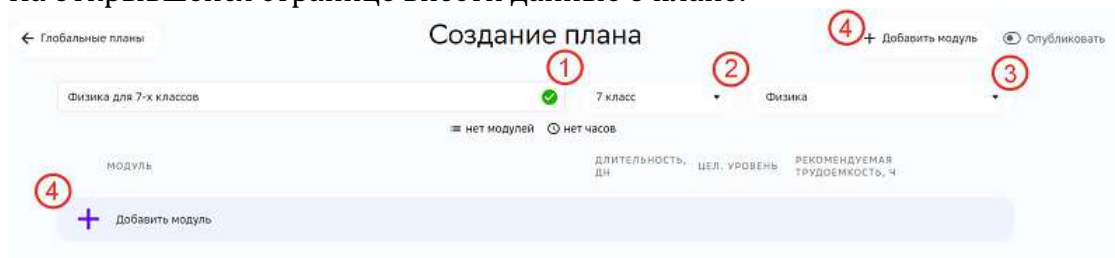 на открывшейся странице внести данные о плане.
← Глобальные планы Создание плана 4 + Добавить модуль Опубликовать
1 2 3
Физика для 7-х классов 7 класс Физика
нет модулей нет часов
МОДУЛЬ ДЛИТЕЛЬНОСТЬ, ДН ЦЕЛ. УРОВЕНЬ РЕКОМЕНДУЕМАЯ ТРУДОЕМКОСТЬ, Ч
4
+ Добавить модуль